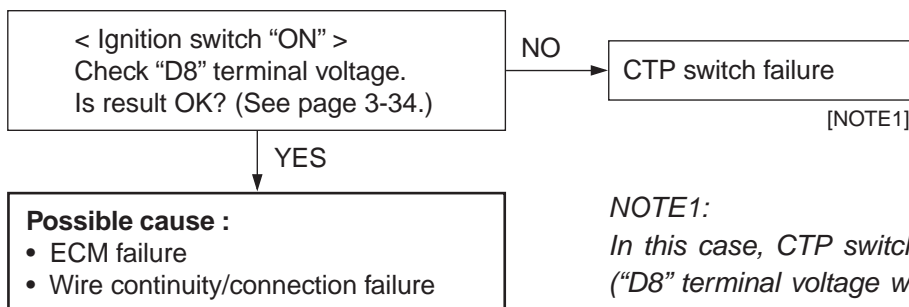 < Ignition switch “ON” >
Check “D8” terminal voltage.
Is result OK? (See page 3-34.)
NO
CTP switch failure
[NOTE1]
YES
Possible cause :
• ECM failure
• Wire continuity/connection failure
NOTE1:
In this case, CTP switch
(“D8” terminal voltage